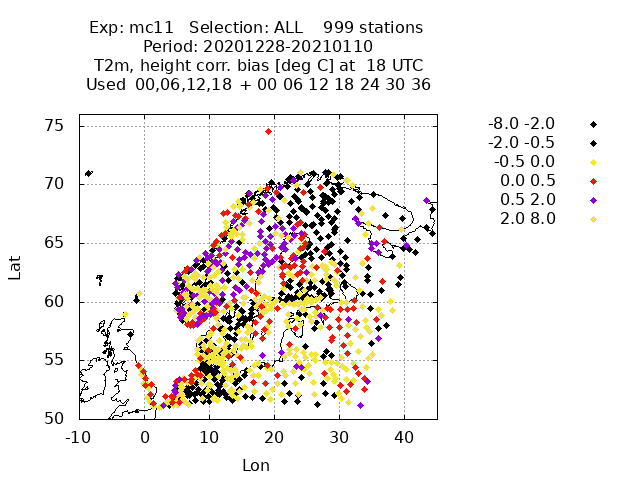 Exp: mc11 Selection: ALL 999 stations
Period: 20201228-20210110
T2m, height corr. bias [deg C] at 18 UTC
Used 00,06,12,18 + 00 06 12 18 24 30 36
-8.0 -2.0
-2.0 -0.5
-0.5 0.0
0.0 0.5
0.5 2.0
2.0 8.0
75
70
65
60
55
50
Lat
-10 0 10 20 30 40
Lon